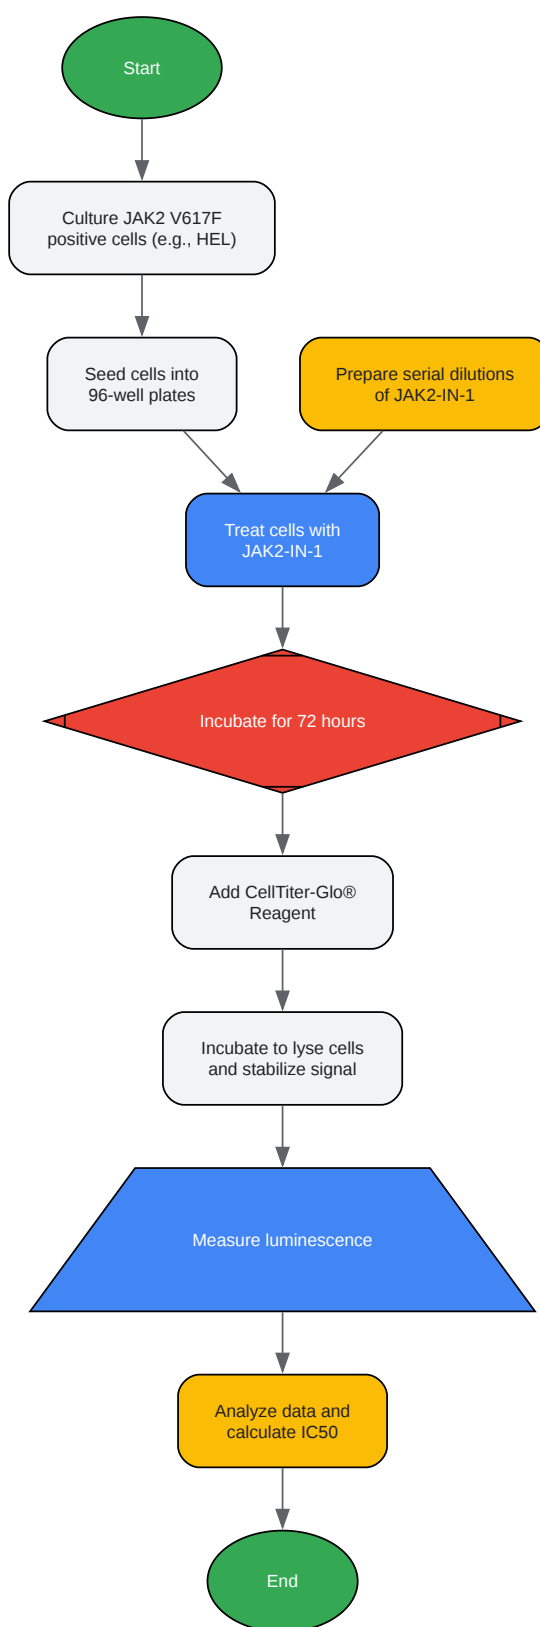 Start
Culture JAK2 V617F
positive cells (e.g., HEL)
Seed cells into
96-well plates
Prepare serial dilutions
of JAK2-IN-1
Treat cells with
JAK2-IN-1
Incubate for 72 hours
Add CellTiter-Glo®
Reagent
Incubate to lyse cells
and stabilize signal
Measure luminescence
Analyze data and
calculate IC50
End